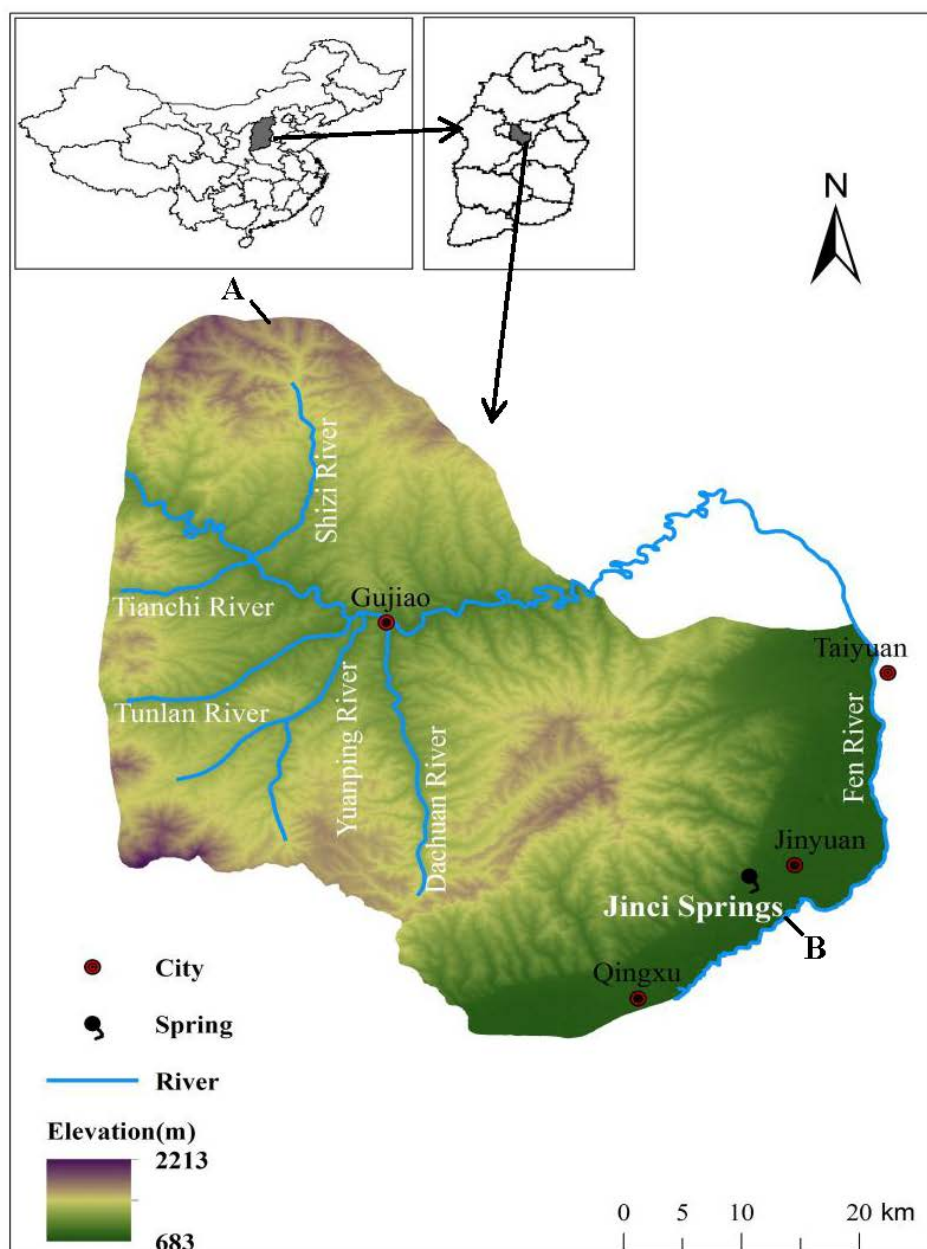 N
A
Shizi River
Tianchi River
Gujiao
Taiyuan
Tunlan River
Yuanping River
Dachuan River
Fen River
Jinyuan
Jinci Springs
B
Qingxu
City
Spring
River
Elevation(m)
2213
683
0 5 10 20 km